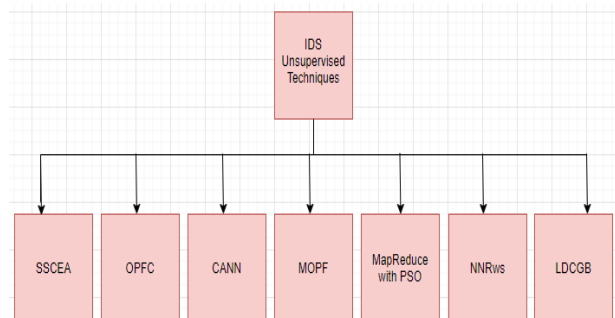 IDS
Unsupervised
Techniques
SSCEA
OPFC
CANN
MOPF
MapReduce
with PSO
NNRws
LDCGB